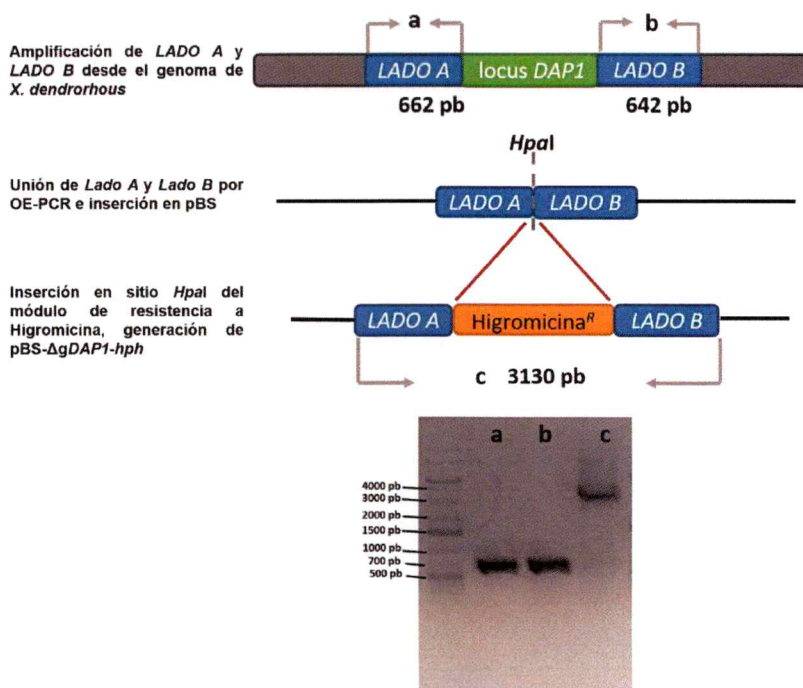 a
b
Amplificación de LADO A y
LADO B desde el genoma de
X. dendrorhous
LADO A
locus DAP1
LADO B
662 pb
642 pb
HpaI
Unión de Lado A y Lado B por
OE-PCR e inserción en pBS
LADO A
LADO B
Inserción en sitio HpaI del
módulo de resistencia a
Higromicina, generación de
pBS-ΔgDAP1-hph
LADO A
Higromicinaᴿ
LADO B
c 3130 pb
a b c
4000 pb
3000 pb
2000 pb
1500 pb
1000 pb
700 pb
500 pb